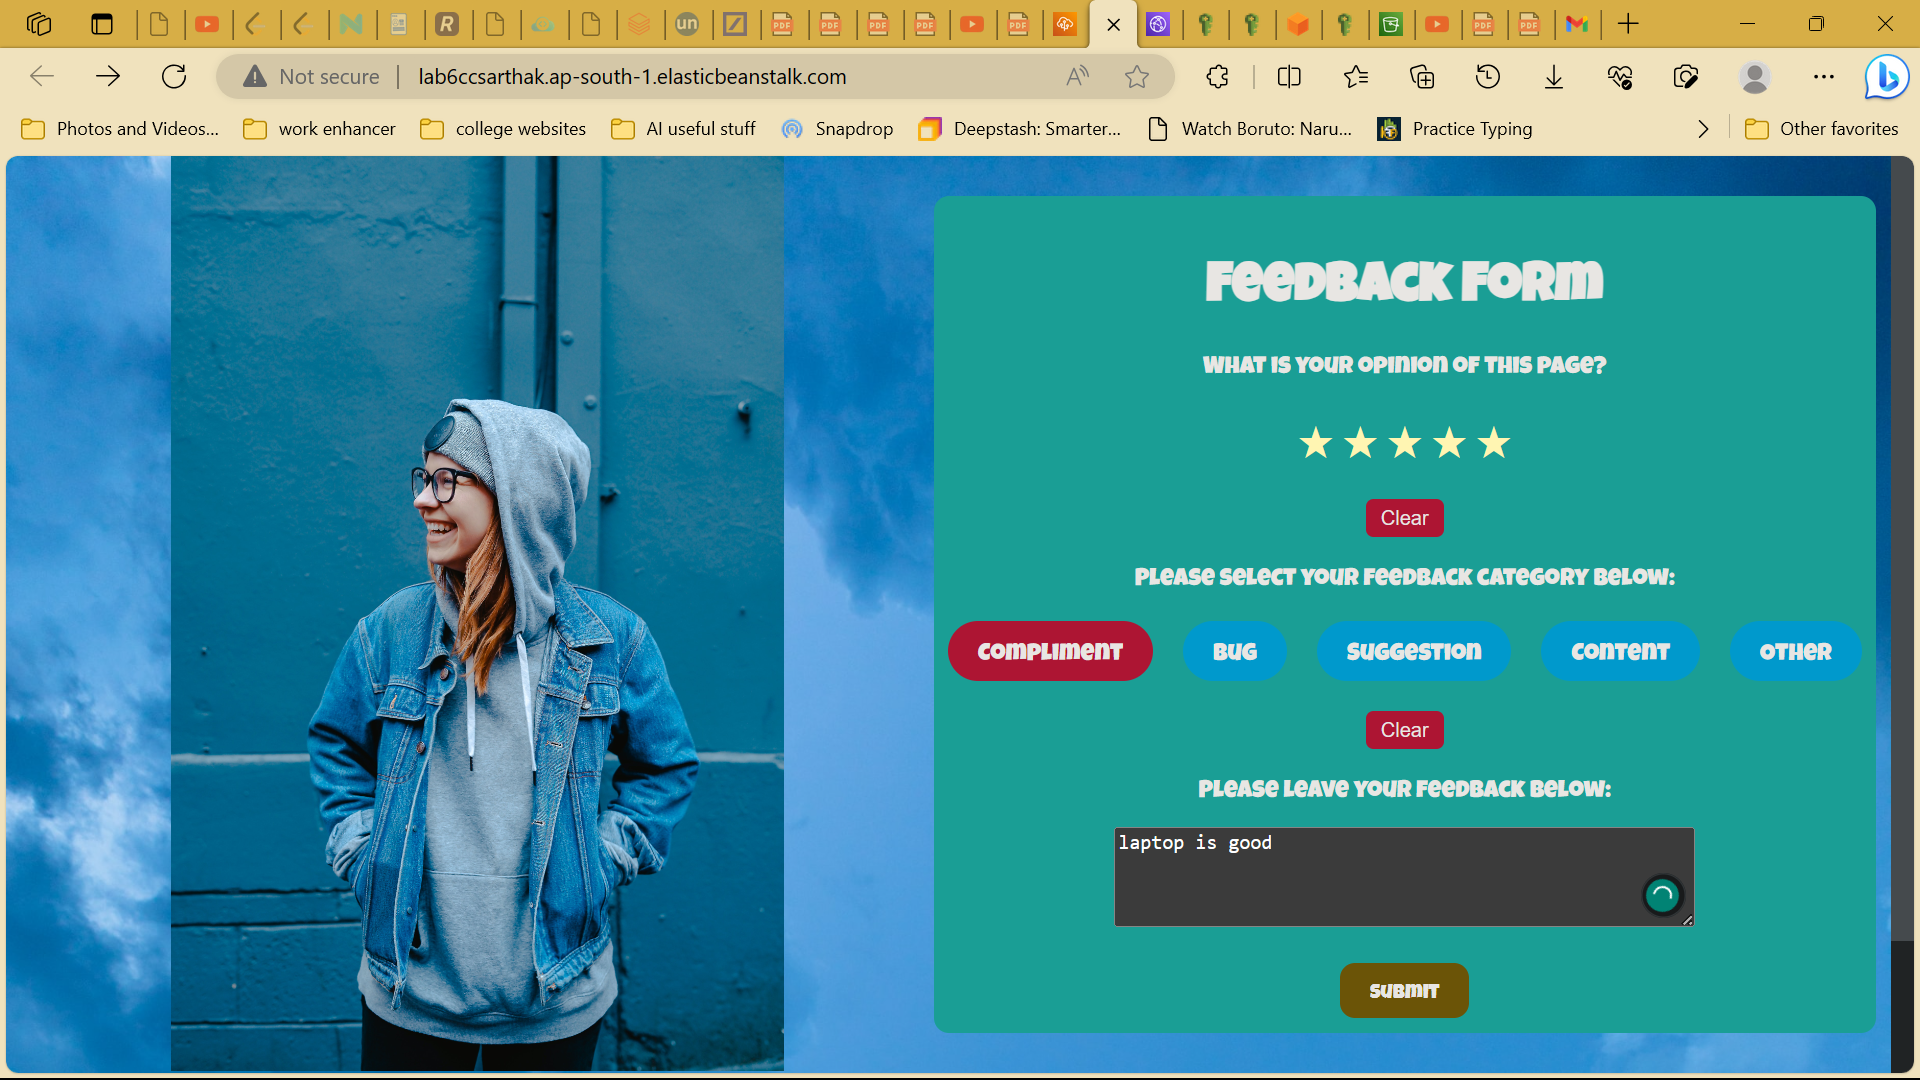 Not secure
lab6ccsarthak.ap-south-1.elasticbeanstalk.com
Photos and Videos...
work enhancer
college websites
AI useful stuff
Snapdrop
Deepstash: Smarter...
Watch Boruto: Naru...
Practice Typing
Other favorites
Feedback Form
What is your opinion of this page?
★ ★ ★ ★ ★
Clear
Please select your feedback category below:
Compliment
Bug
Suggestion
Content
Other
Clear
Please leave your feedback below:
laptop is good
Submit